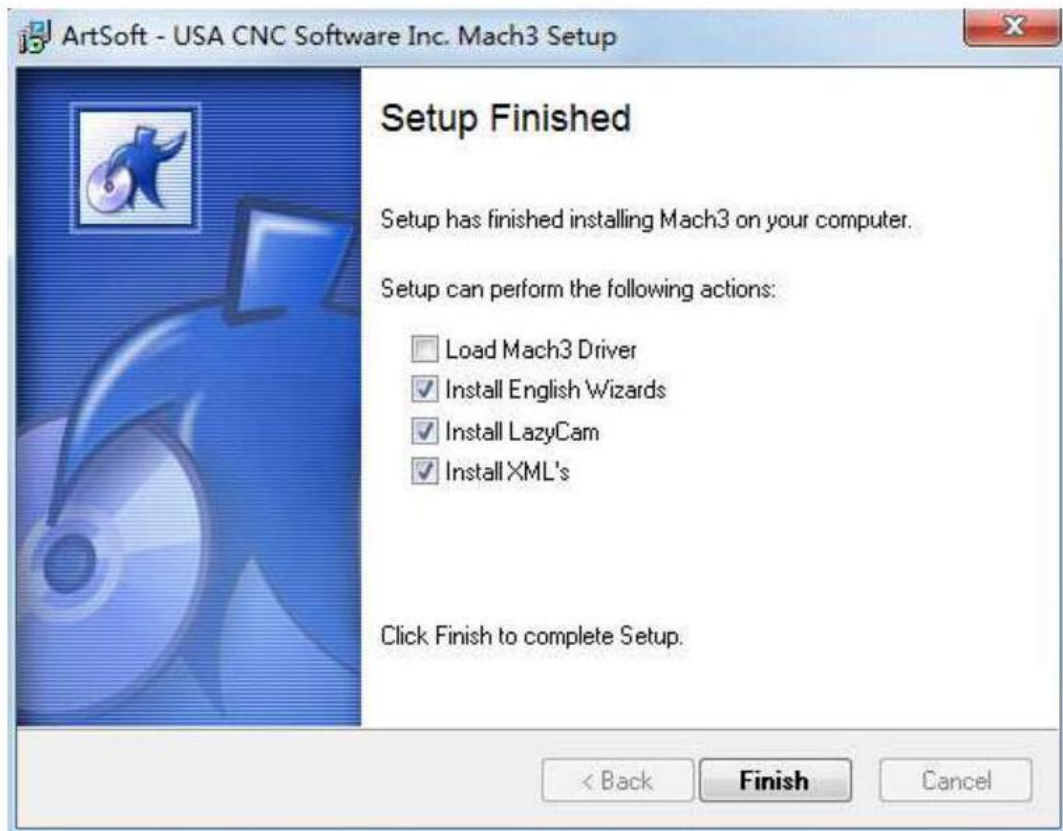 ArtSoft - USA CNC Software Inc. Mach3 Setup
Setup Finished
Setup has finished installing Mach3 on your computer.
Setup can perform the following actions:
Load Mach3 Driver
Install English Wizards
Install LazyCam
Install XML's
Click Finish to complete Setup.
< Back
Finish
Cancel